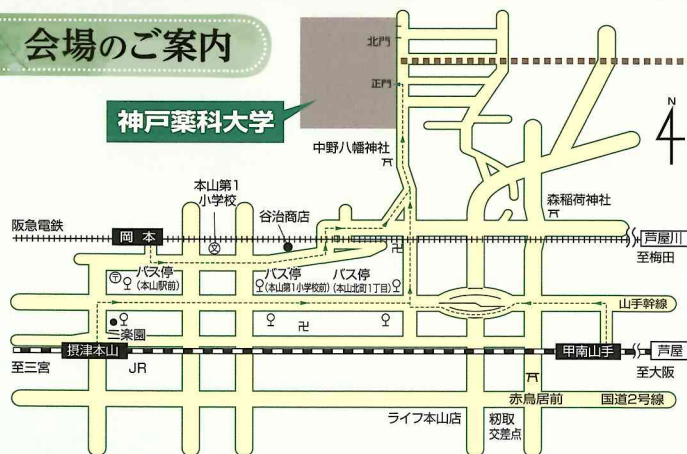 会場のご案内
北門
正門
神戸薬科大学
中野八幡神社
N
本山第1
小学校
谷治商店
森稲荷神社
阪急電鉄
岡本
芦屋川
至梅田
バス停
(本山駅前)
バス停
(本山第1小学校前)
バス停
(本山北町1丁目)
山手幹線
二楽園
摂津本山
甲南山手
芦屋
至三宮
JR
至大阪
赤鳥居前
国道2号線
ライフ本山店
籾取
交差点